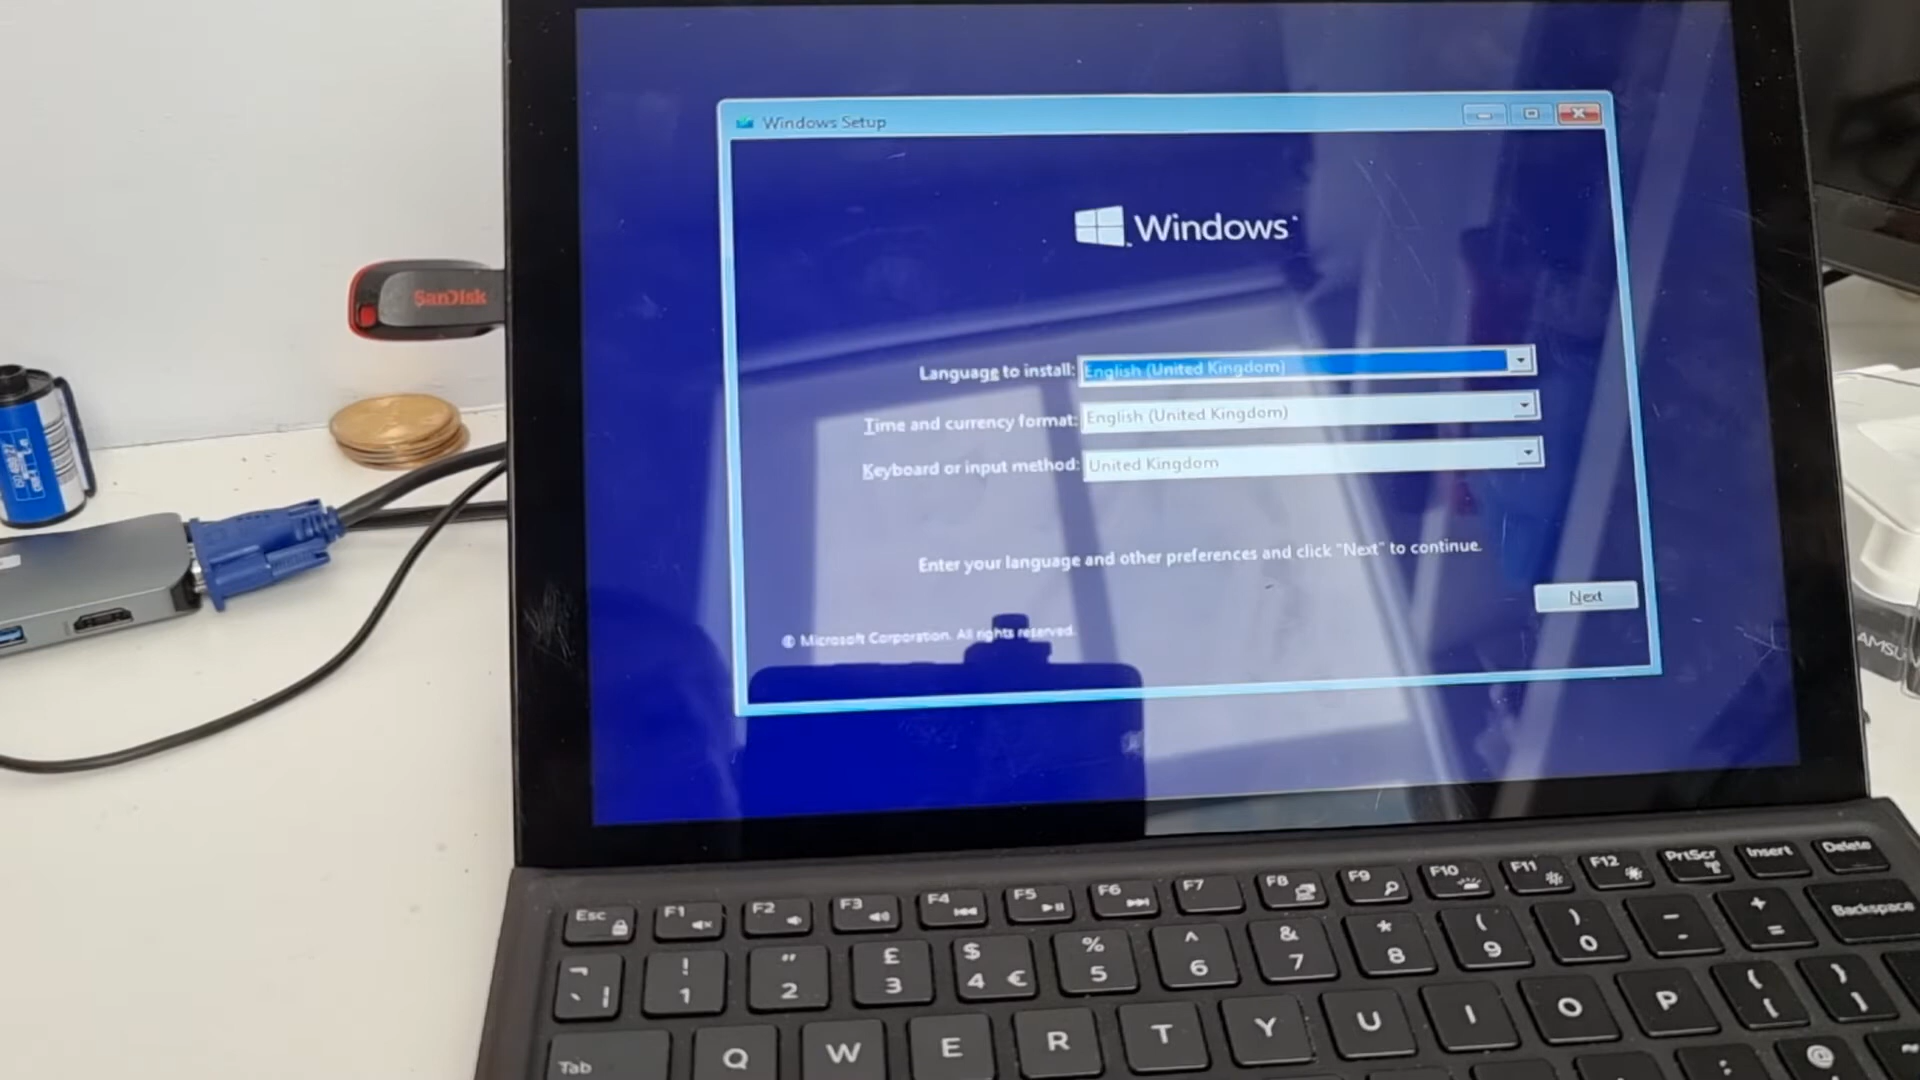 Windows Setup
Windows
SanDisk
Language to install: English (United Kingdom)
Time and currency format: English (United Kingdom)
Keyboard or input method: United Kingdom
Enter your language and other preferences and click "Next" to continue.
Next
© Microsoft Corporation. All rights reserved.
AMSU
Esc F1 F2 F3 F4 F5 F6 F7 F8 F9 F10 F11 F12 PrtScr Insert Delete
¬ ! " £ $ % ^ & * ( ) _ + Backspace
` ¦ 1 2 3 4 € 5 6 7 8 9 0 - =
Tab Q W E R T Y U I O P { [ } ]
: @ ~